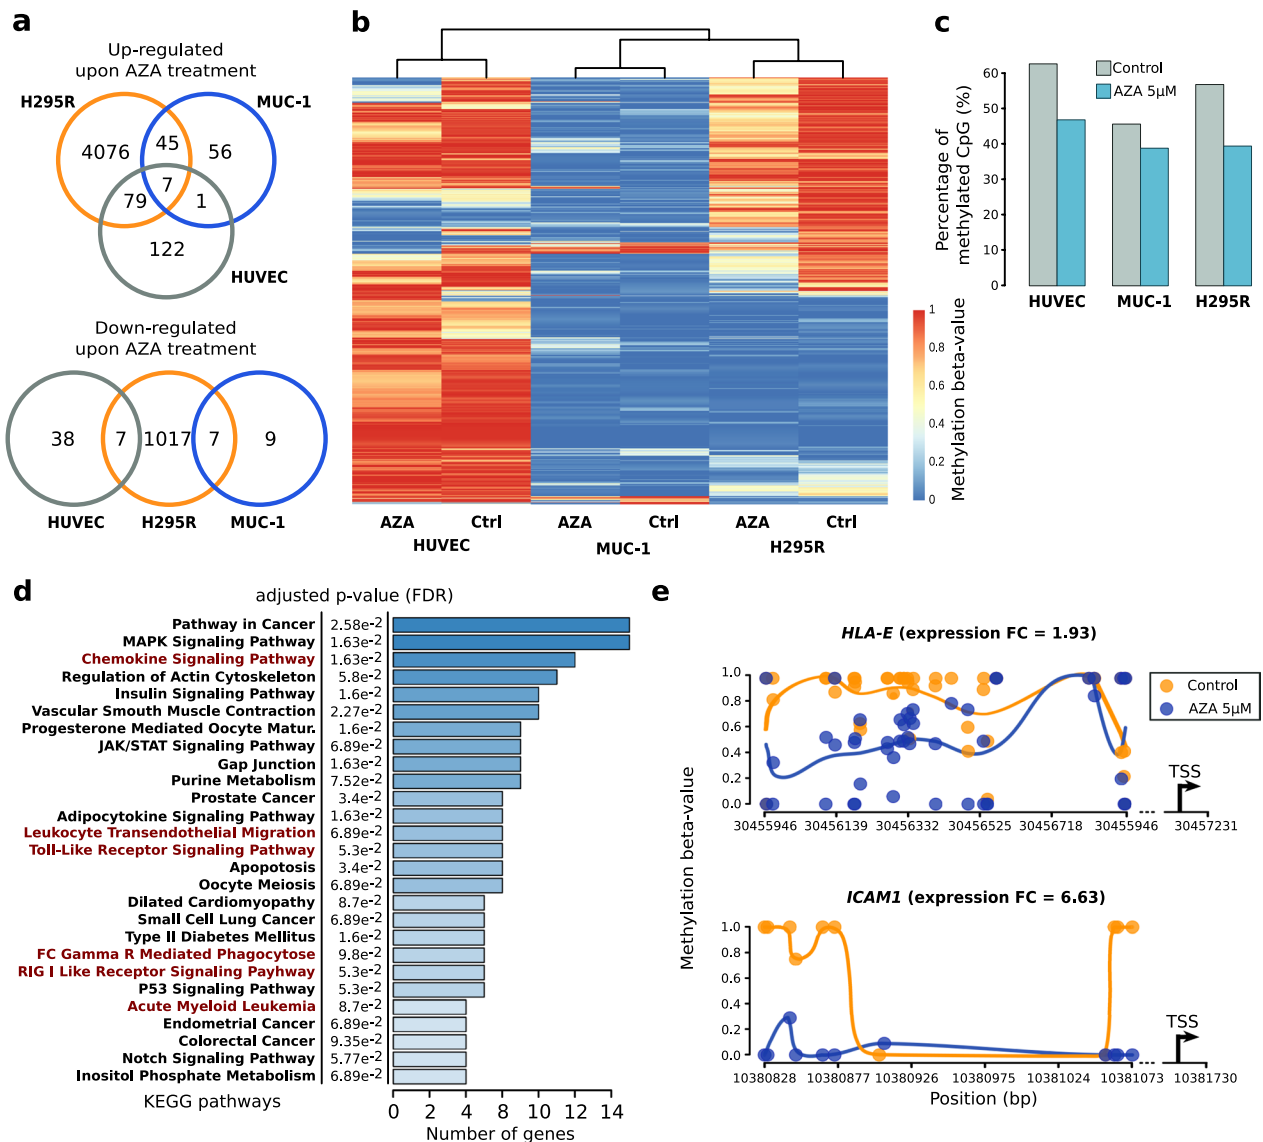 a
Up-regulated
upon AZA treatment
H295R
MUC-1
4076
45
56
7
79
1
122
HUVEC
Down-regulated
upon AZA treatment
38
7
1017
7
9
HUVEC
H295R
MUC-1
b
1
0.8
0.6
0.4
0.2
0
Methylation beta-value
AZA
Ctrl
AZA
Ctrl
AZA
Ctrl
HUVEC
MUC-1
H295R
c
Control
AZA 5µM
Percentage of
methylated CpG (%)
60
50
40
30
20
10
0
HUVEC
MUC-1
H295R
d
adjusted p-value (FDR)
Pathway in Cancer 2.58e-2
MAPK Signaling Pathway 1.63e-2
Chemokine Signaling Pathway 1.63e-2
Regulation of Actin Cytoskeleton 5.8e-2
Insulin Signaling Pathway 1.6e-2
Vascular Smouth Muscle Contraction 2.27e-2
Progesterone Mediated Oocyte Matur. 1.6e-2
JAK/STAT Signaling Pathway 6.89e-2
Gap Junction 1.63e-2
Purine Metabolism 7.52e-2
Prostate Cancer 3.4e-2
Adipocytokine Signaling Pathway 1.63e-2
Leukocyte Transendothelial Migration 6.89e-2
Toll-Like Receptor Signaling Pathway 5.3e-2
Apopotosis 3.4e-2
Oocyte Meiosis 6.89e-2
Dilated Cardiomyopathy 8.7e-2
Small Cell Lung Cancer 6.89e-2
Type II Diabetes Mellitus 1.6e-2
FC Gamma R Mediated Phagocytose 9.8e-2
RIG I Like Receptor Signaling Payhway 5.3e-2
P53 Signaling Pathway 5.3e-2
Acute Myeloid Leukemia 8.7e-2
Endometrial Cancer 6.89e-2
Colorectal Cancer 9.35e-2
Notch Signaling Pathway 5.77e-2
Inositol Phosphate Metabolism 6.89e-2
KEGG pathways
0 2 4 6 8 10 12 14
Number of genes
e
HLA-E (expression FC = 1.93)
Control
AZA 5µM
1.0
0.8
0.6
0.4
0.2
0.0
TSS
30455946 30456139 30456332 30456525 30456718 30455946 30457231
Methylation beta-value
ICAM1 (expression FC = 6.63)
1.0
0.8
0.6
0.4
0.2
0.0
TSS
10380828 10380877 10380926 10380975 10381024 10381073 10381730
Position (bp)